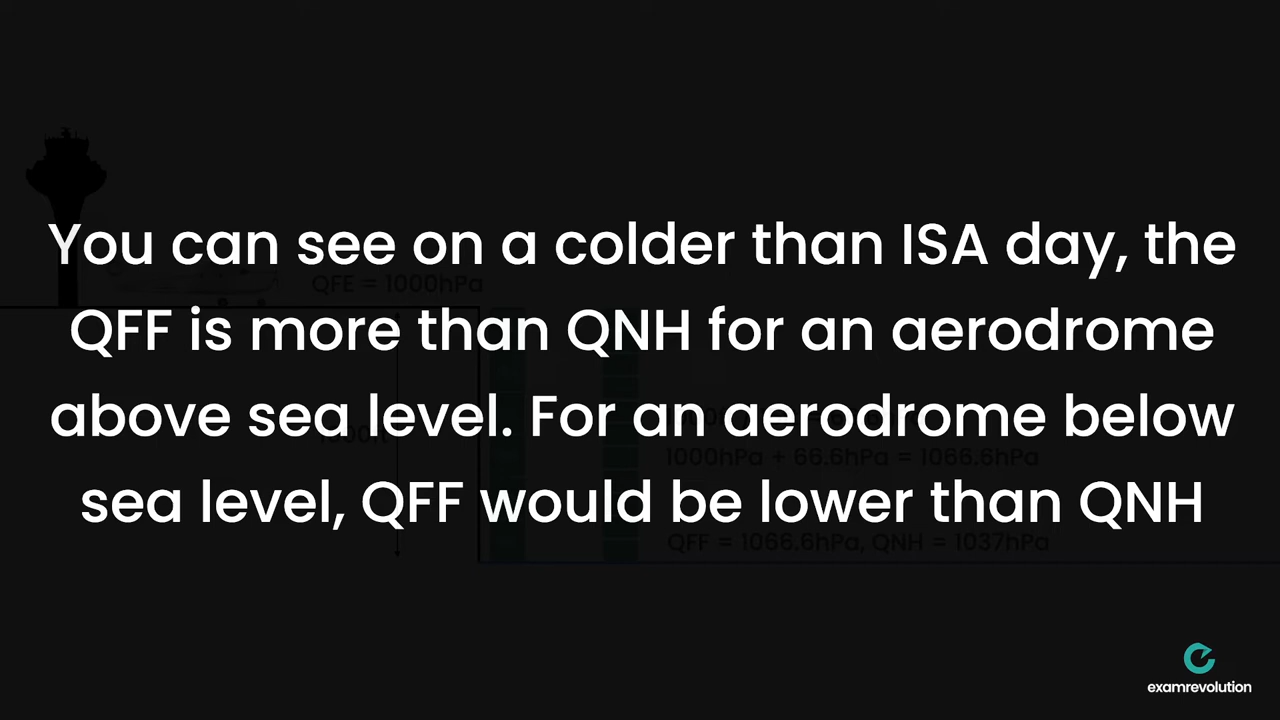 You can see on a colder than ISA day, the
QFE = 1000hPa
QFF is more than QNH for an aerodrome
above sea level. For an aerodrome below
1000hPa + 66.6hPa = 1066.6hPa
sea level, QFF would be lower than QNH
QFF = 1066.6hPa, QNH = 1037hPa
examrevolution